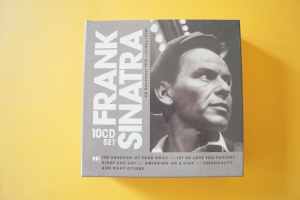 FRANK
SINATRA
10CD
SET
THE SUNSHINE OF YOUR SMILE /// LET ME LOVE YOU TONIGHT
NIGHT AND DAY /// SWINGING ON A STAR /// PERSONALITY
AND MANY OTHERS